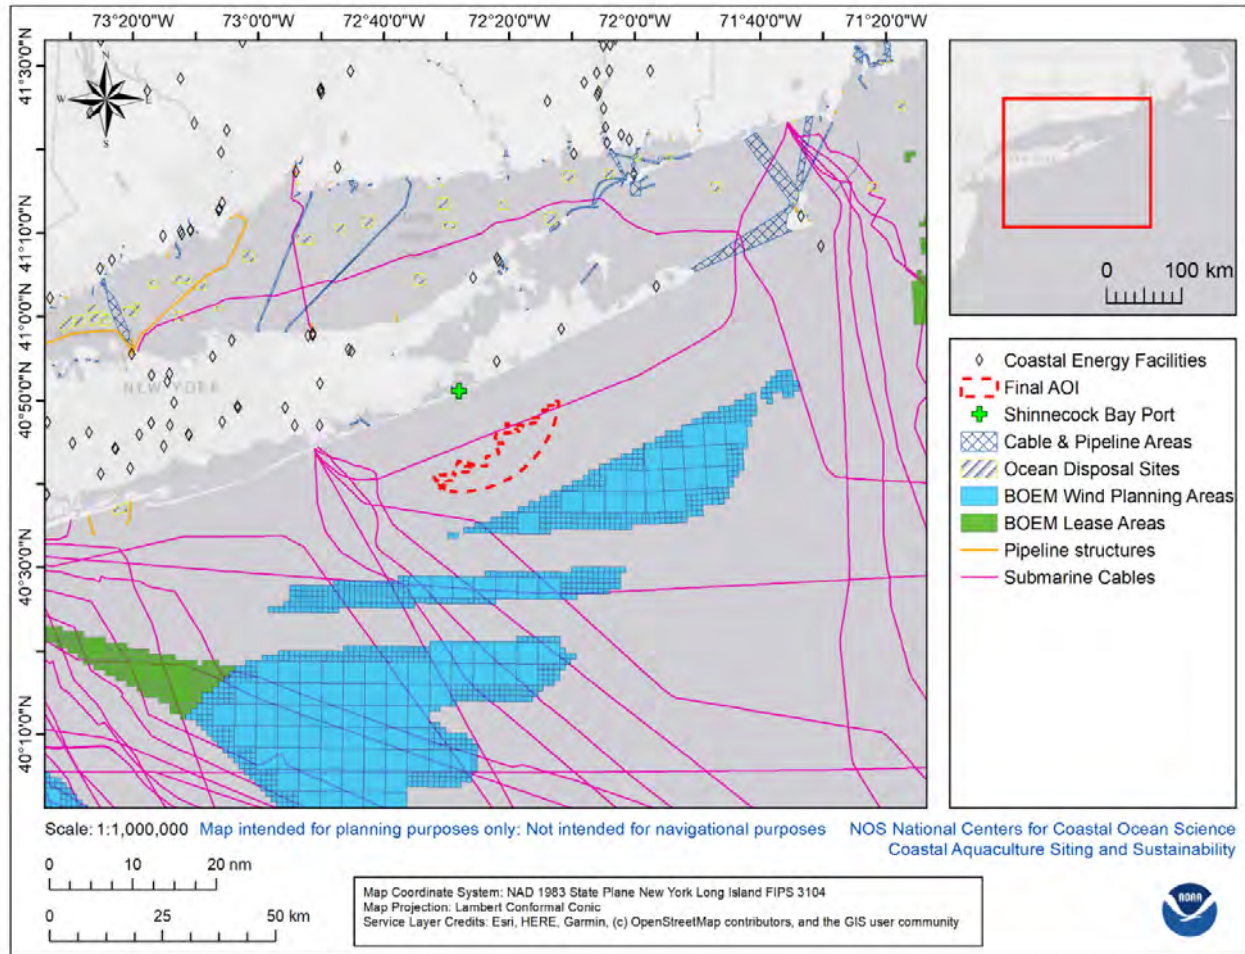 73°20'0"W 73°0'0"W 72°40'0"W 72°20'0"W 72°0'0"W 71°40'0"W 71°20'0"W
41°30'0"N
41°10'0"N
41°0'0"N
40°50'0"N
40°30'0"N
40°10'0"N
N
W E
S
NEW YORK
0 100 km
Coastal Energy Facilities
Final AOI
Shinnecock Bay Port
Cable & Pipeline Areas
Ocean Disposal Sites
BOEM Wind Planning Areas
BOEM Lease Areas
Pipeline structures
Submarine Cables
Scale: 1:1,000,000 Map intended for planning purposes only: Not intended for navigational purposes
NOS National Centers for Coastal Ocean Science
Coastal Aquaculture Siting and Sustainability
0 10 20 nm
0 25 50 km
Map Coordinate System: NAD 1983 State Plane New York Long Island FIPS 3104
Map Projection: Lambert Conformal Conic
Service Layer Credits: Esri, HERE, Garmin, (c) OpenStreetMap contributors, and the GIS user community
NOAA